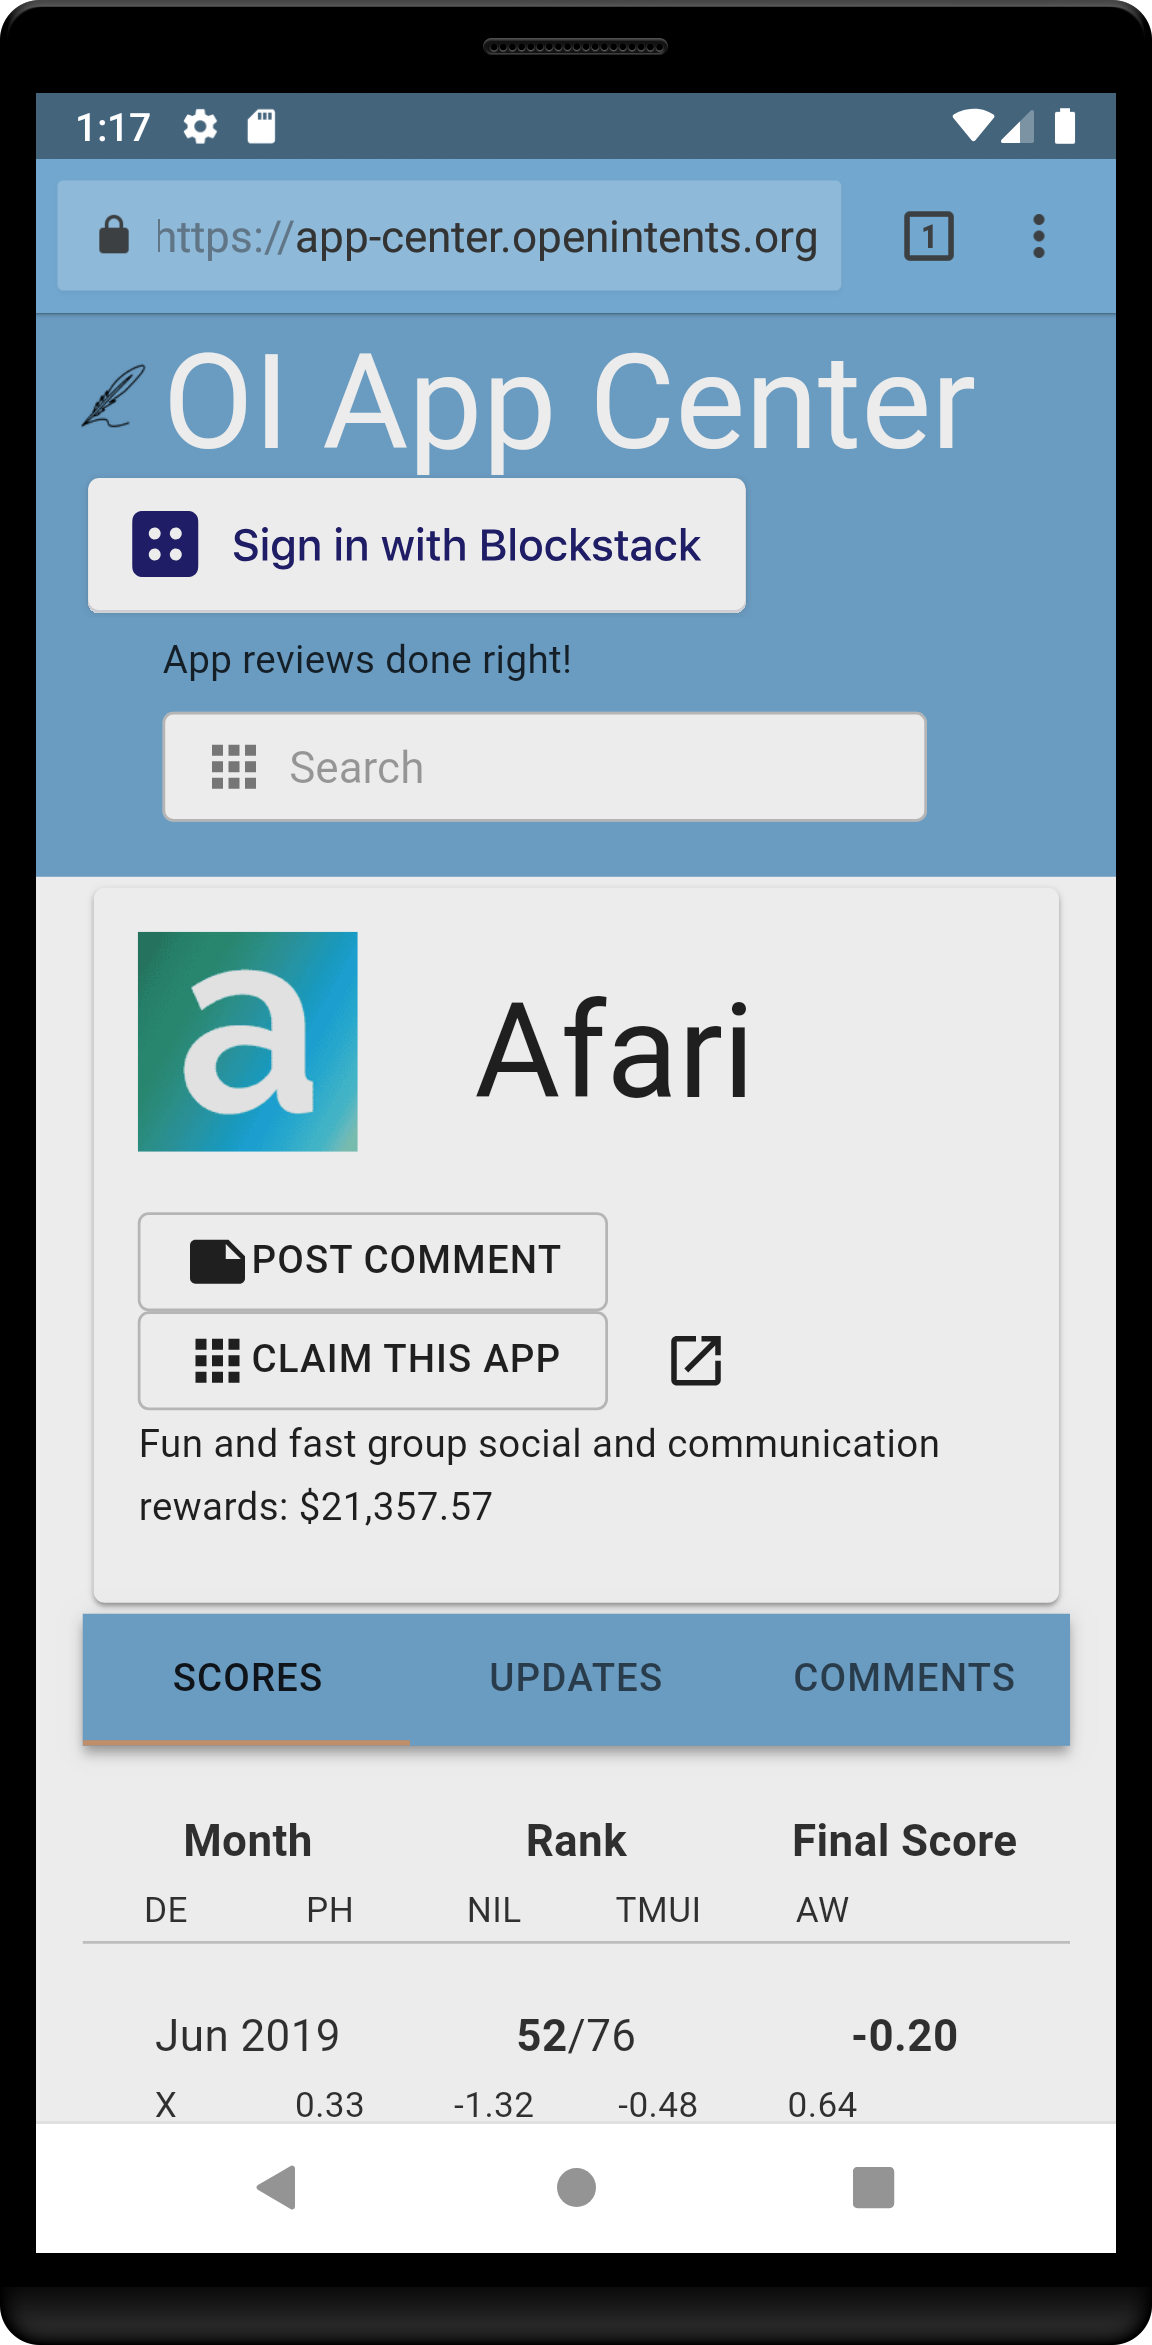 1:17
https://app-center.openintents.org
1
OI App Center
Sign in with Blockstack
App reviews done right!
Search
a
Afari
POST COMMENT
CLAIM THIS APP
Fun and fast group social and communication
rewards: $21,357.57
SCORES UPDATES COMMENTS
Month Rank Final Score
DE PH NIL TMUI AW
Jun 2019 52/76 -0.20
X 0.33 -1.32 -0.48 0.64